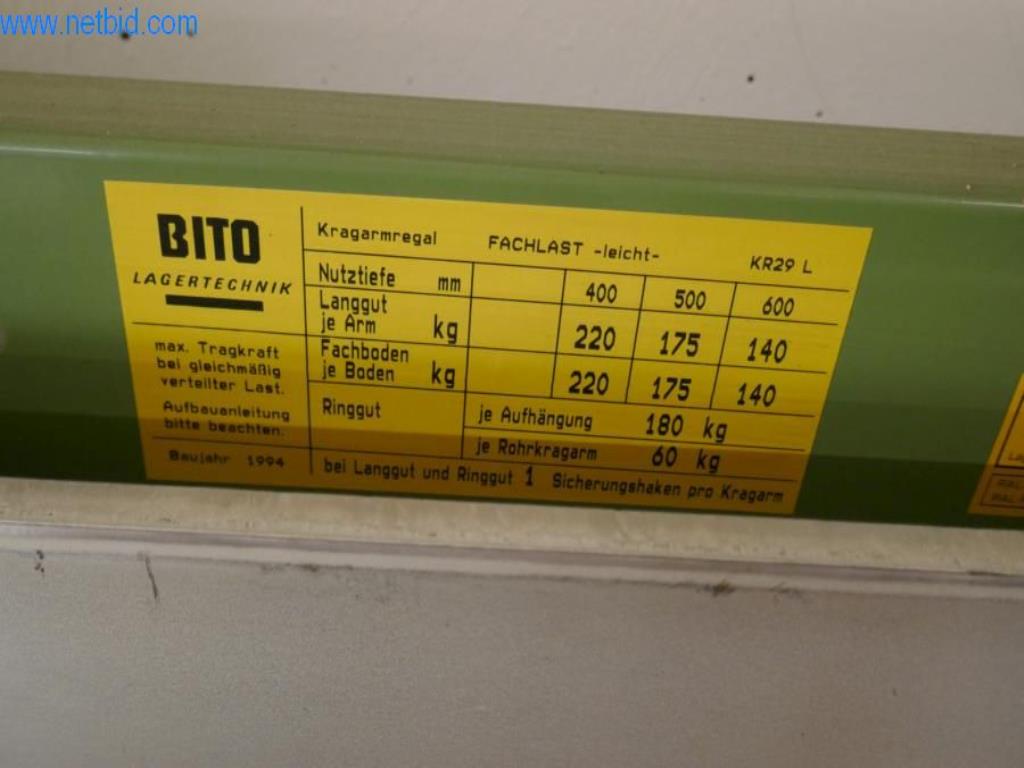 www.netbid.com
BITO
LAGERTECHNIK
max. Tragkraft
bei gleichmäßig
verteilter Last.
Aufbauanleitung
bitte beachten.
Baujahr 1994
Kragarmregal FACHLAST -leicht- KR29 L
Nutztiefe mm 400 500 600
Langgut
je Arm kg 220 175 140
Fachboden
je Boden kg 220 175 140
Ringgut je Aufhängung 180 kg
je Rohrkragarm 60 kg
bei Langgut und Ringgut 1 Sicherungshaken pro Kragarm